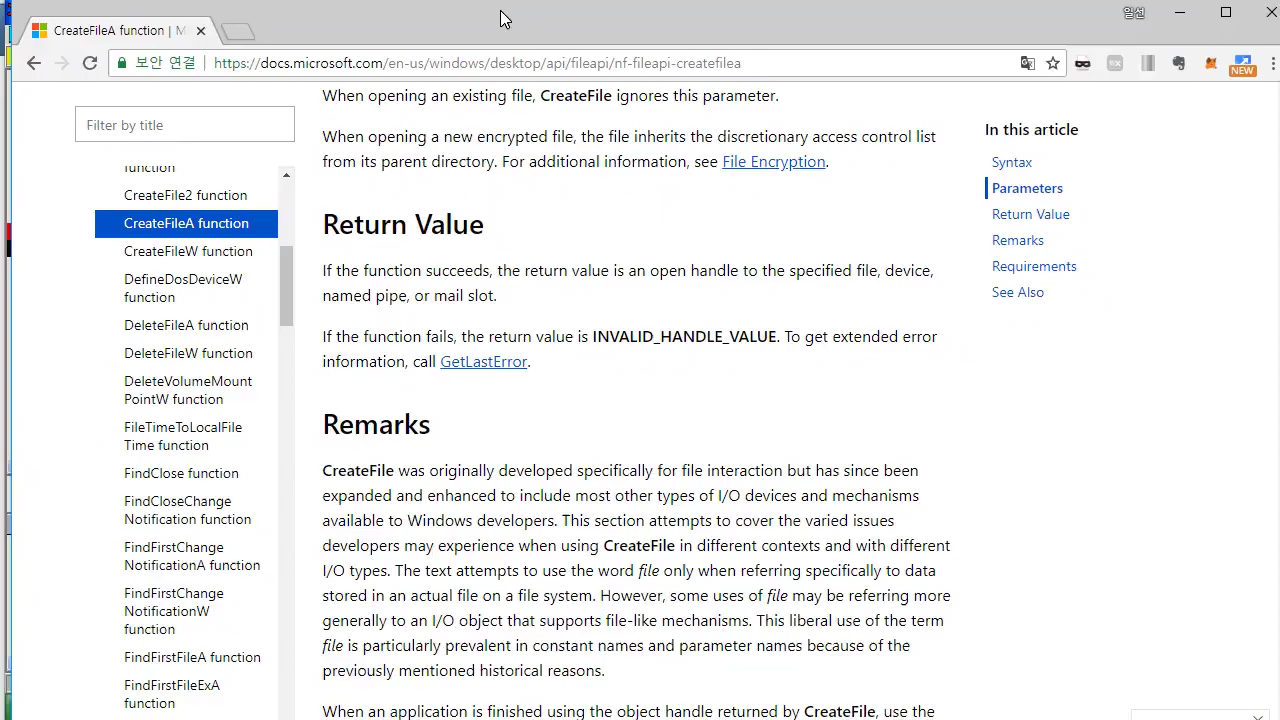 일선
CreateFileA function | M
보안 연결
https://docs.microsoft.com/en-us/windows/desktop/api/fileapi/nf-fileapi-createfilea
NEW
Filter by title
function
CreateFile2 function
CreateFileA function
CreateFileW function
DefineDosDeviceW
function
DeleteFileA function
DeleteFileW function
DeleteVolumeMount
PointW function
FileTimeToLocalFile
Time function
FindClose function
FindCloseChange
Notification function
FindFirstChange
NotificationA function
FindFirstChange
NotificationW
function
FindFirstFileA function
FindFirstFileExA
function
When opening an existing file, CreateFile ignores this parameter.
When opening a new encrypted file, the file inherits the discretionary access control list
from its parent directory. For additional information, see File Encryption.
Return Value
If the function succeeds, the return value is an open handle to the specified file, device,
named pipe, or mail slot.
If the function fails, the return value is INVALID_HANDLE_VALUE. To get extended error
information, call GetLastError.
Remarks
CreateFile was originally developed specifically for file interaction but has since been
expanded and enhanced to include most other types of I/O devices and mechanisms
available to Windows developers. This section attempts to cover the varied issues
developers may experience when using CreateFile in different contexts and with different
I/O types. The text attempts to use the word file only when referring specifically to data
stored in an actual file on a file system. However, some uses of file may be referring more
generally to an I/O object that supports file-like mechanisms. This liberal use of the term
file is particularly prevalent in constant names and parameter names because of the
previously mentioned historical reasons.
When an application is finished using the object handle returned by CreateFile, use the
In this article
Syntax
Parameters
Return Value
Remarks
Requirements
See Also